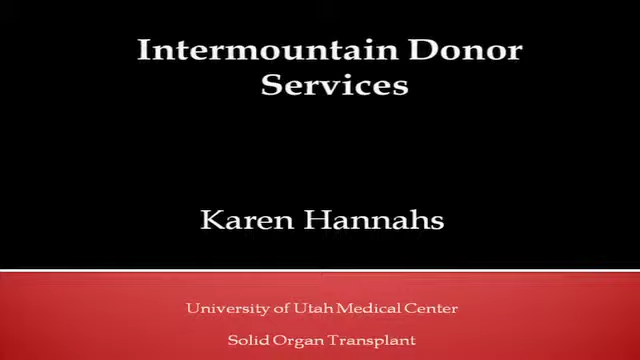 Intermountain Donor
Services
Karen Hannahs
University of Utah Medical Center
Solid Organ Transplant